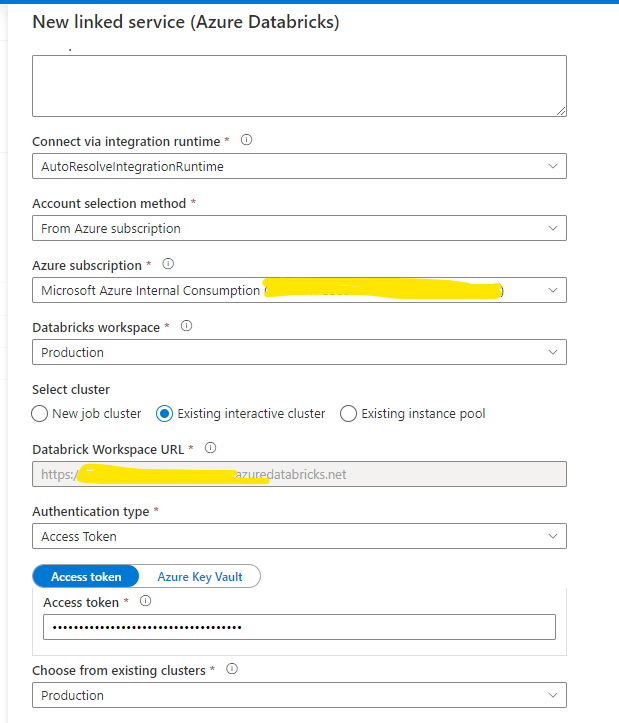 New linked service (Azure Databricks)
Connect via integration runtime *
AutoResolveIntegrationRuntime
Account selection method *
From Azure subscription
Azure subscription *
Microsoft Azure Internal Consumption ( )
Databricks workspace *
Production
Select cluster
New job cluster Existing interactive cluster Existing instance pool
Databrick Workspace URL *
https:/ azuredatabricks.net
Authentication type *
Access Token
Access token Azure Key Vault
Access token *
••••••••••••••••••••••••••••••••••••
Choose from existing clusters *
Production